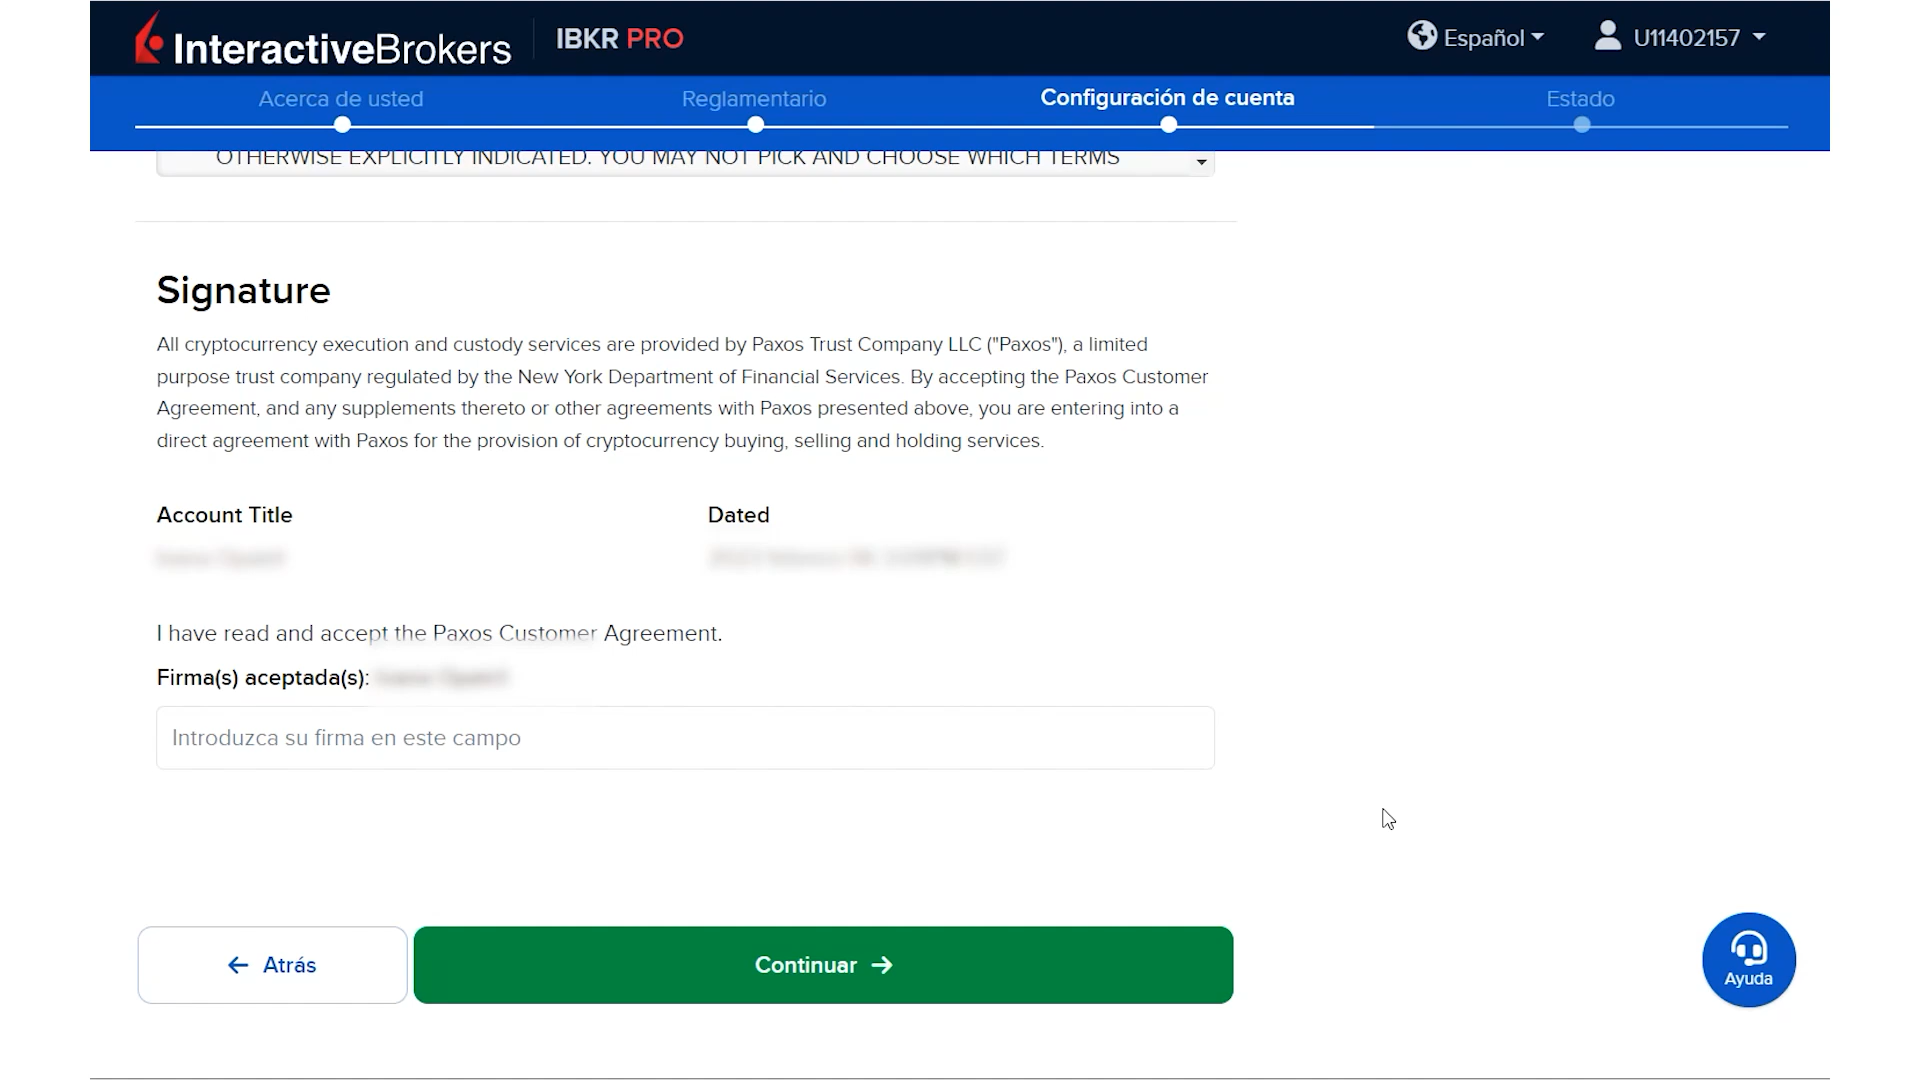 InteractiveBrokers
IBKR PRO
Español
U11402157
Acerca de usted
Reglamentario
Configuración de cuenta
Estado
OTHERWISE EXPLICITLY INDICATED. YOU MAY NOT PICK AND CHOOSE WHICH TERMS
Signature
All cryptocurrency execution and custody services are provided by Paxos Trust Company LLC ("Paxos"), a limited
purpose trust company regulated by the New York Department of Financial Services. By accepting the Paxos Customer
Agreement, and any supplements thereto or other agreements with Paxos presented above, you are entering into a
direct agreement with Paxos for the provision of cryptocurrency buying, selling and holding services.
Account Title
Dated
I have read and accept the Paxos Customer Agreement.
Firma(s) aceptada(s):
Introduzca su firma en este campo
Atrás
Continuar
Ayuda